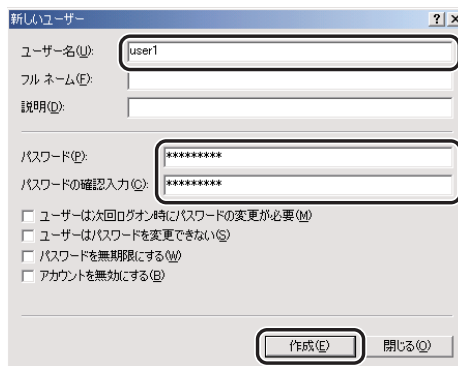 新しいユーザー
ユーザー名(U): user1
フル ネーム(F):
説明(D):
パスワード(P): *********
パスワードの確認入力(C): *********
ユーザーは次回ログオン時にパスワードの変更が必要(M)
ユーザーはパスワードを変更できない(S)
パスワードを無期限にする(W)
アカウントを無効にする(B)
作成(E) 閉じる(O)